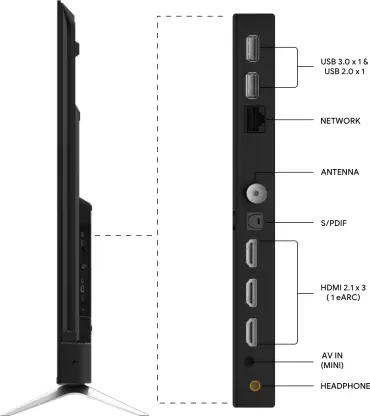 USB 3.0 x 1 &
USB 2.0 x 1
NETWORK
ANTENNA
S/PDIF
HDMI 2.1 x 3
( 1 eARC)
AV IN
(MINI)
HEADPHONE